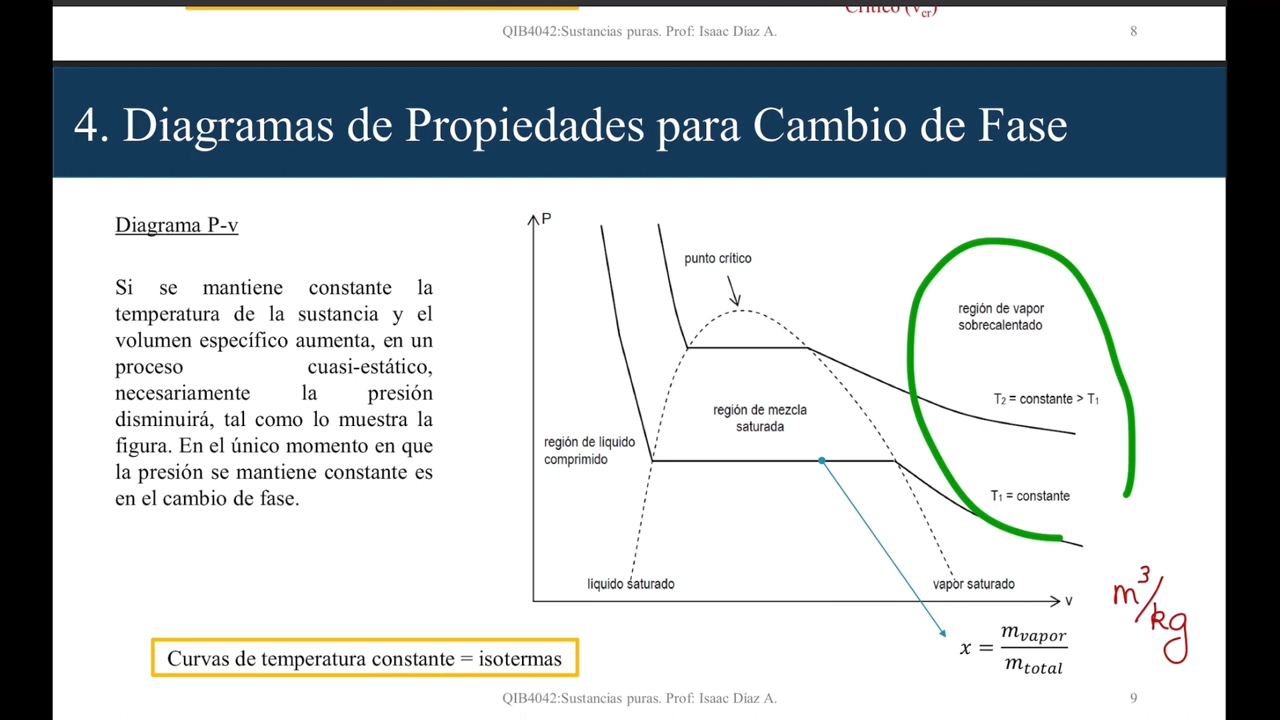 Crítico (vcr)
QIB4042:Sustancias puras. Prof: Isaac Díaz A.
8
4. Diagramas de Propiedades para Cambio de Fase
Diagrama P-v
Si se mantiene constante la
temperatura de la sustancia y el
volumen específico aumenta, en un
proceso cuasi-estático,
necesariamente la presión
disminuirá, tal como lo muestra la
figura. En el único momento en que
la presión se mantiene constante es
en el cambio de fase.
P
punto crítico
región de vapor
sobrecalentado
T₂ = constante > T₁
región de mezcla
saturada
región de líquido
comprimido
T₁ = constante
líquido saturado
vapor saturado
v
m³/kg
x = m_vapor / m_total
Curvas de temperatura constante = isotermas
QIB4042:Sustancias puras. Prof: Isaac Díaz A.
9